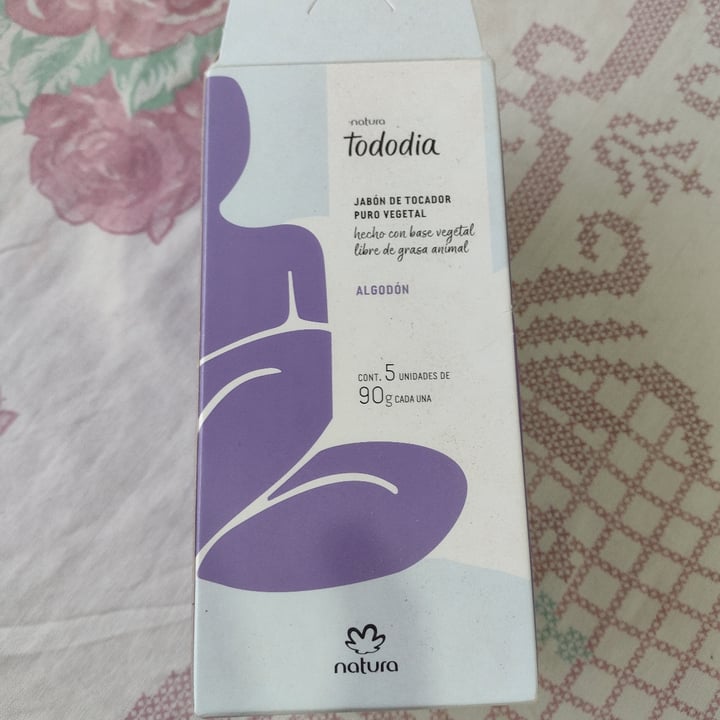 natura
Tododia
JABÓN DE TOCADOR
PURO VEGETAL
hecho con base vegetal
libre de grasa animal
ALGODÓN
CONT. 5 UNIDADES DE
90g CADA UNA
natura